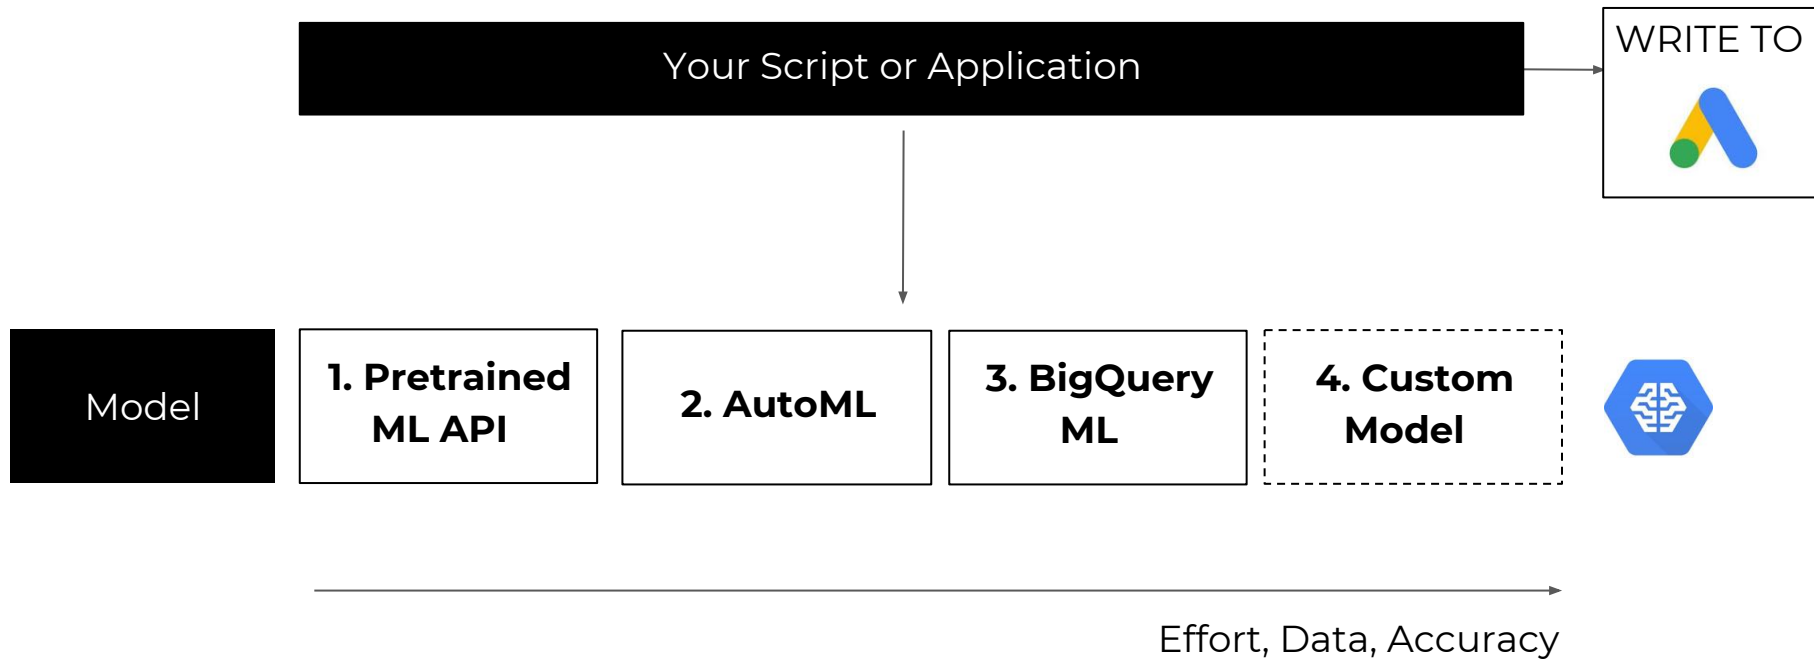 Your Script or Application
WRITE TO
Model
1. Pretrained
ML API
2. AutoML
3. BigQuery
ML
4. Custom
Model
Effort, Data, Accuracy